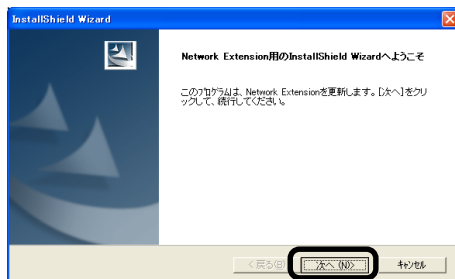 InstallShield Wizard
Network Extension用のInstallShield Wizardへようこそ
このプログラムは、Network Extensionを更新します。[次へ]をクリ
ックして、続行してください。
< 戻る(B)
次へ(N)>
キャンセル